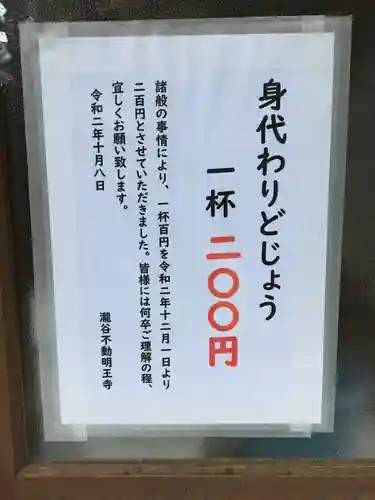 身代わりどじょう
一杯 二〇〇円
諸般の事情により、一杯百円を令和二年十二月一日より
二百円とさせていただきました。皆様には何卒ご理解の程、
宜しくお願い致します。
令和二年十月八日
瀧谷不動明王寺